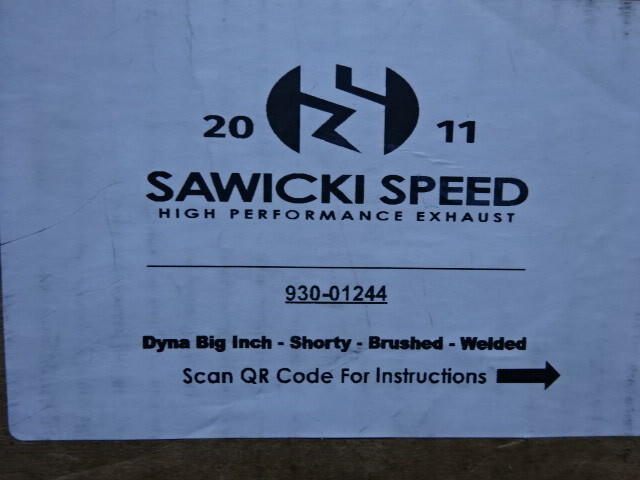 20 11
SAWICKI SPEED
HIGH PERFORMANCE EXHAUST
930-01244
Dyna Big Inch - Shorty - Brushed - Welded
Scan QR Code For Instructions